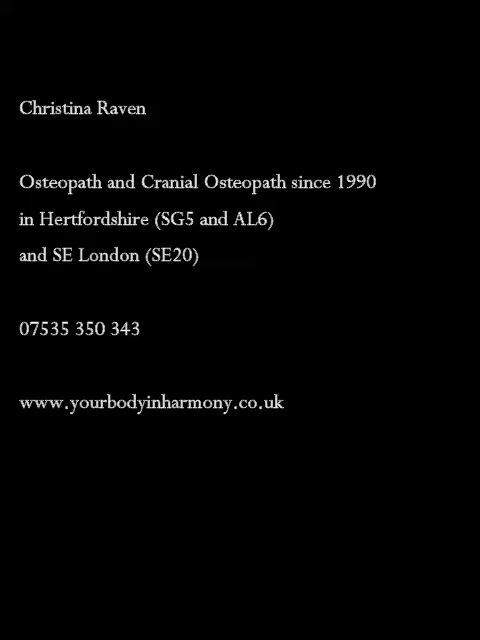 Christina Raven
Osteopath and Cranial Osteopath since 1990
in Hertfordshire (SG5 and AL6)
and SE London (SE20)
07535 350 343
www.yourbodyinharmony.co.uk